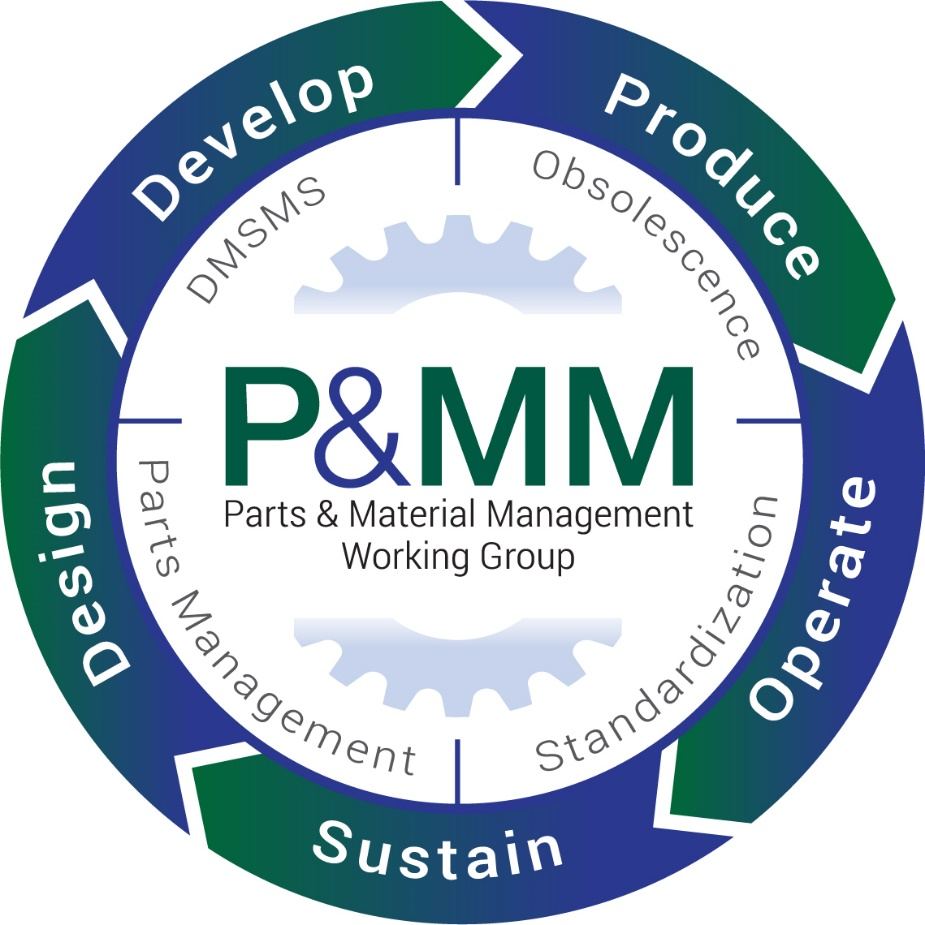 Develop
Produce
Operate
Sustain
Design
DMSMS
Obsolescence
Standardization
Parts Management
P&MM
Parts & Material Management
Working Group